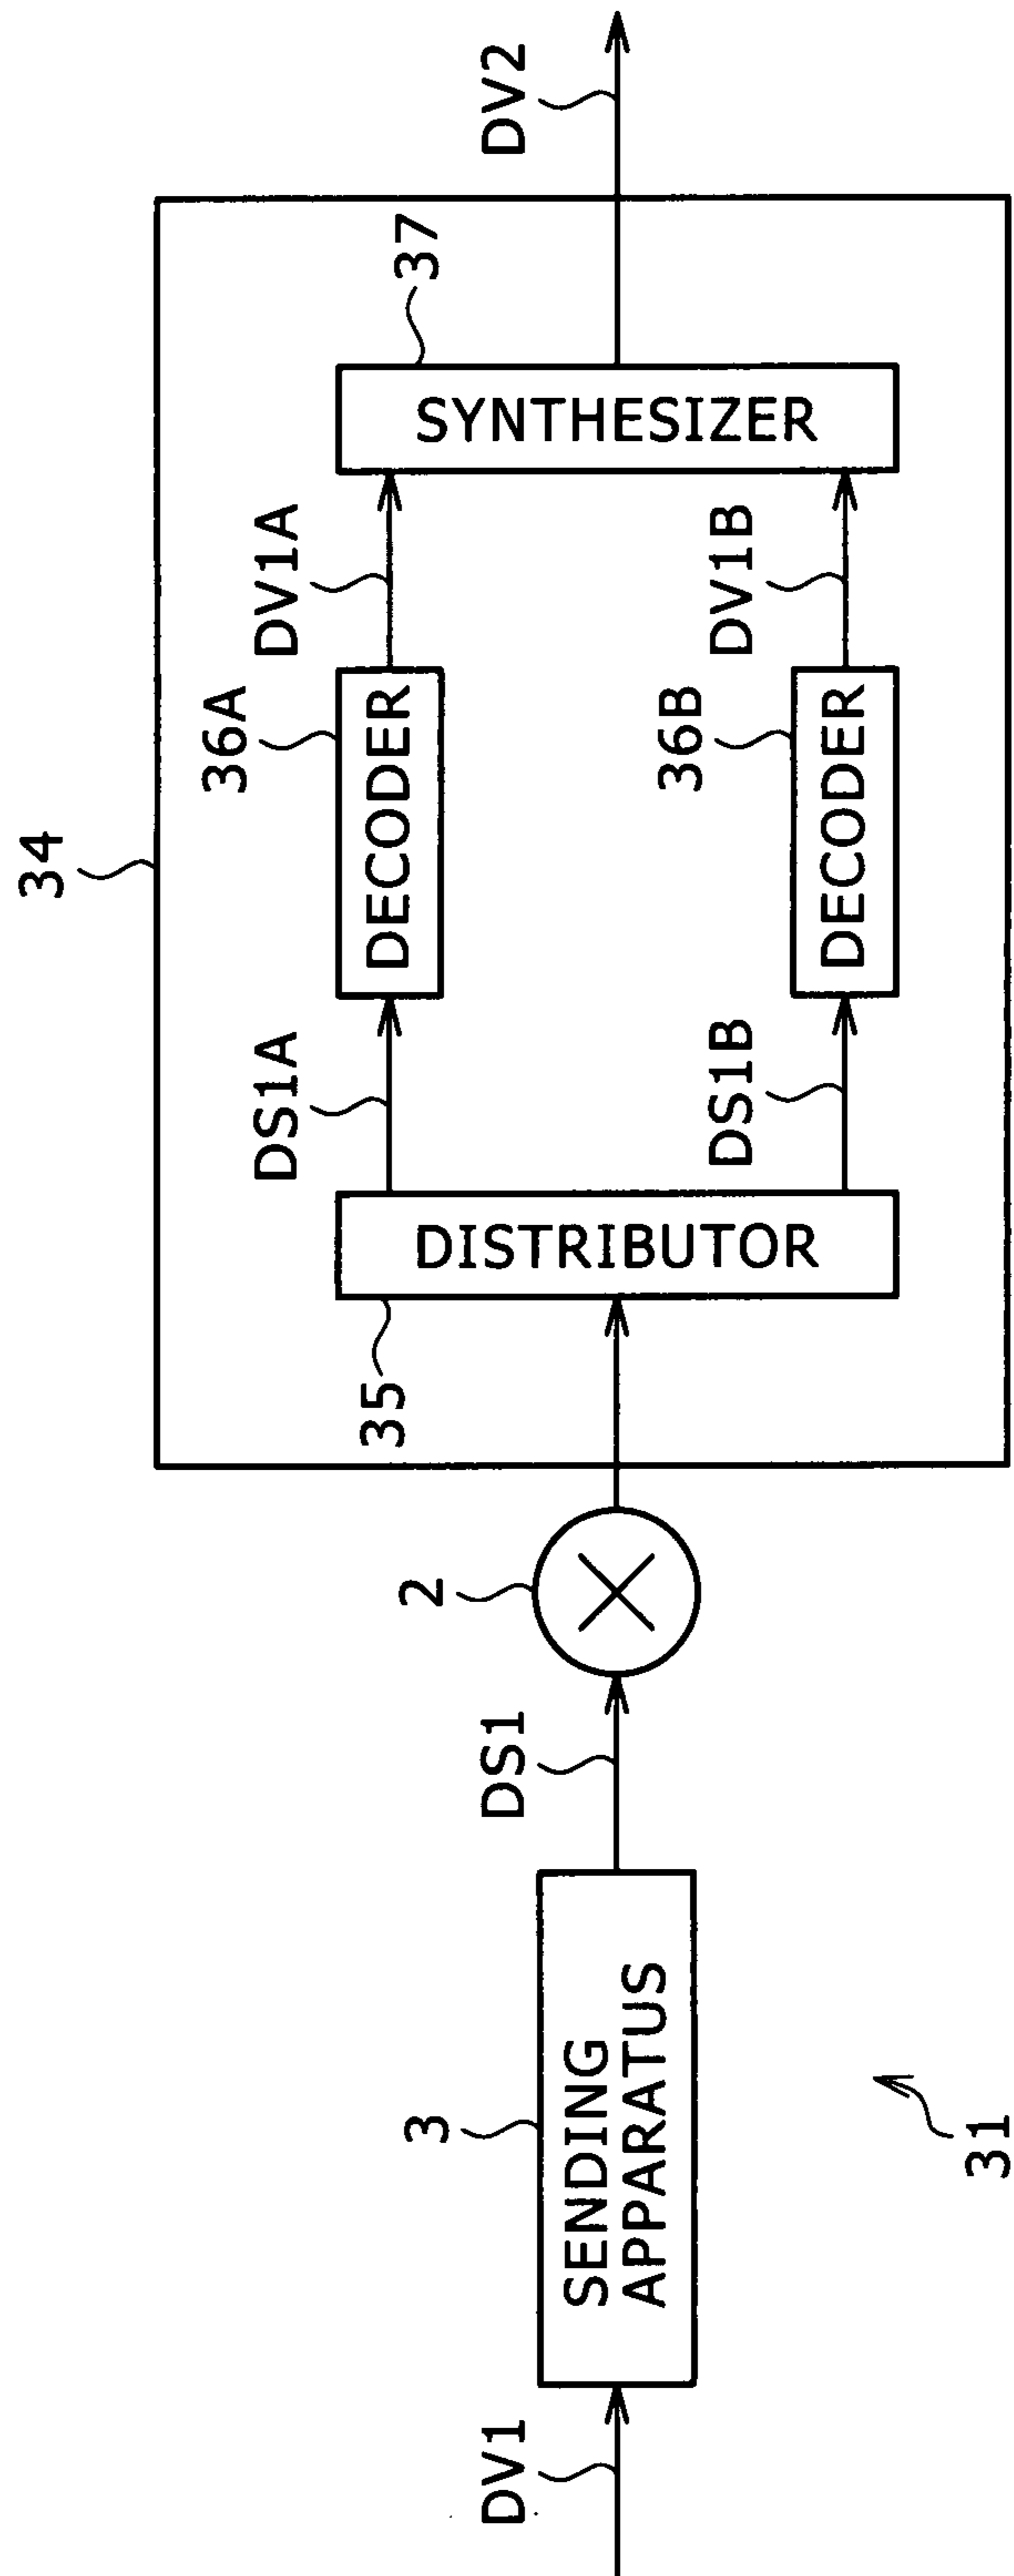 31
DV1
3
SENDING
APPARATUS
DS1
2
34
35
DISTRIBUTOR
DS1A
36A
DECODER
DV1A
DS1B
36B
DECODER
DV1B
37
SYNTHESIZER
DV2